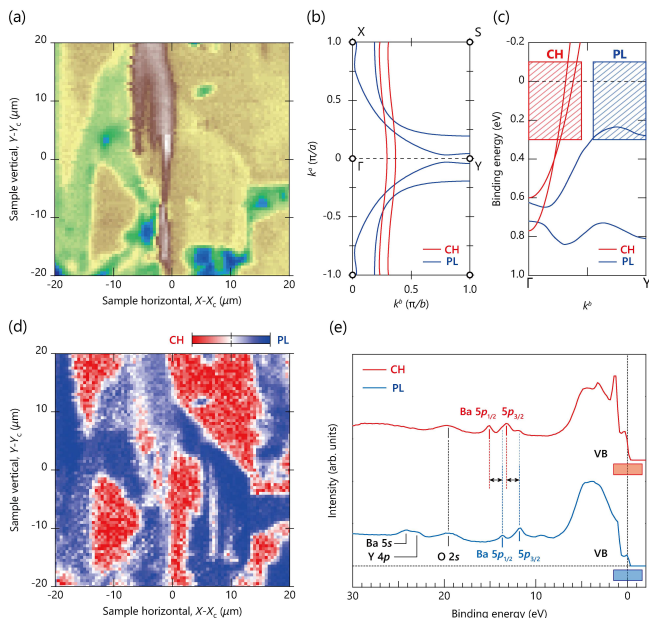 (a)
20
10
0
-10
-20
Sample vertical, Y-Yc (μm)
-20
-10
0
10
20
Sample horizontal, X-Xc (μm)
(b)
X
S
Γ
Y
1.0
0.5
0
-0.5
-1.0
kᵃ (π/a)
CH
PL
0
0.5
1.0
kᵇ (π/b)
(c)
CH
PL
-0.2
0
0.2
0.4
0.6
0.8
1.0
Binding energy (eV)
CH
PL
Γ
Y
kᵇ
(d)
CH
PL
20
10
0
-10
-20
Sample vertical, Y-Yc (μm)
-20
-10
0
10
20
Sample horizontal, X-Xc (μm)
(e)
CH
PL
Ba 5p1/2 5p3/2
VB
Ba 5s
Y 4p
O 2s
Ba 5p1/2 5p3/2
VB
Intensity (arb. units)
30
20
10
0
Binding energy (eV)